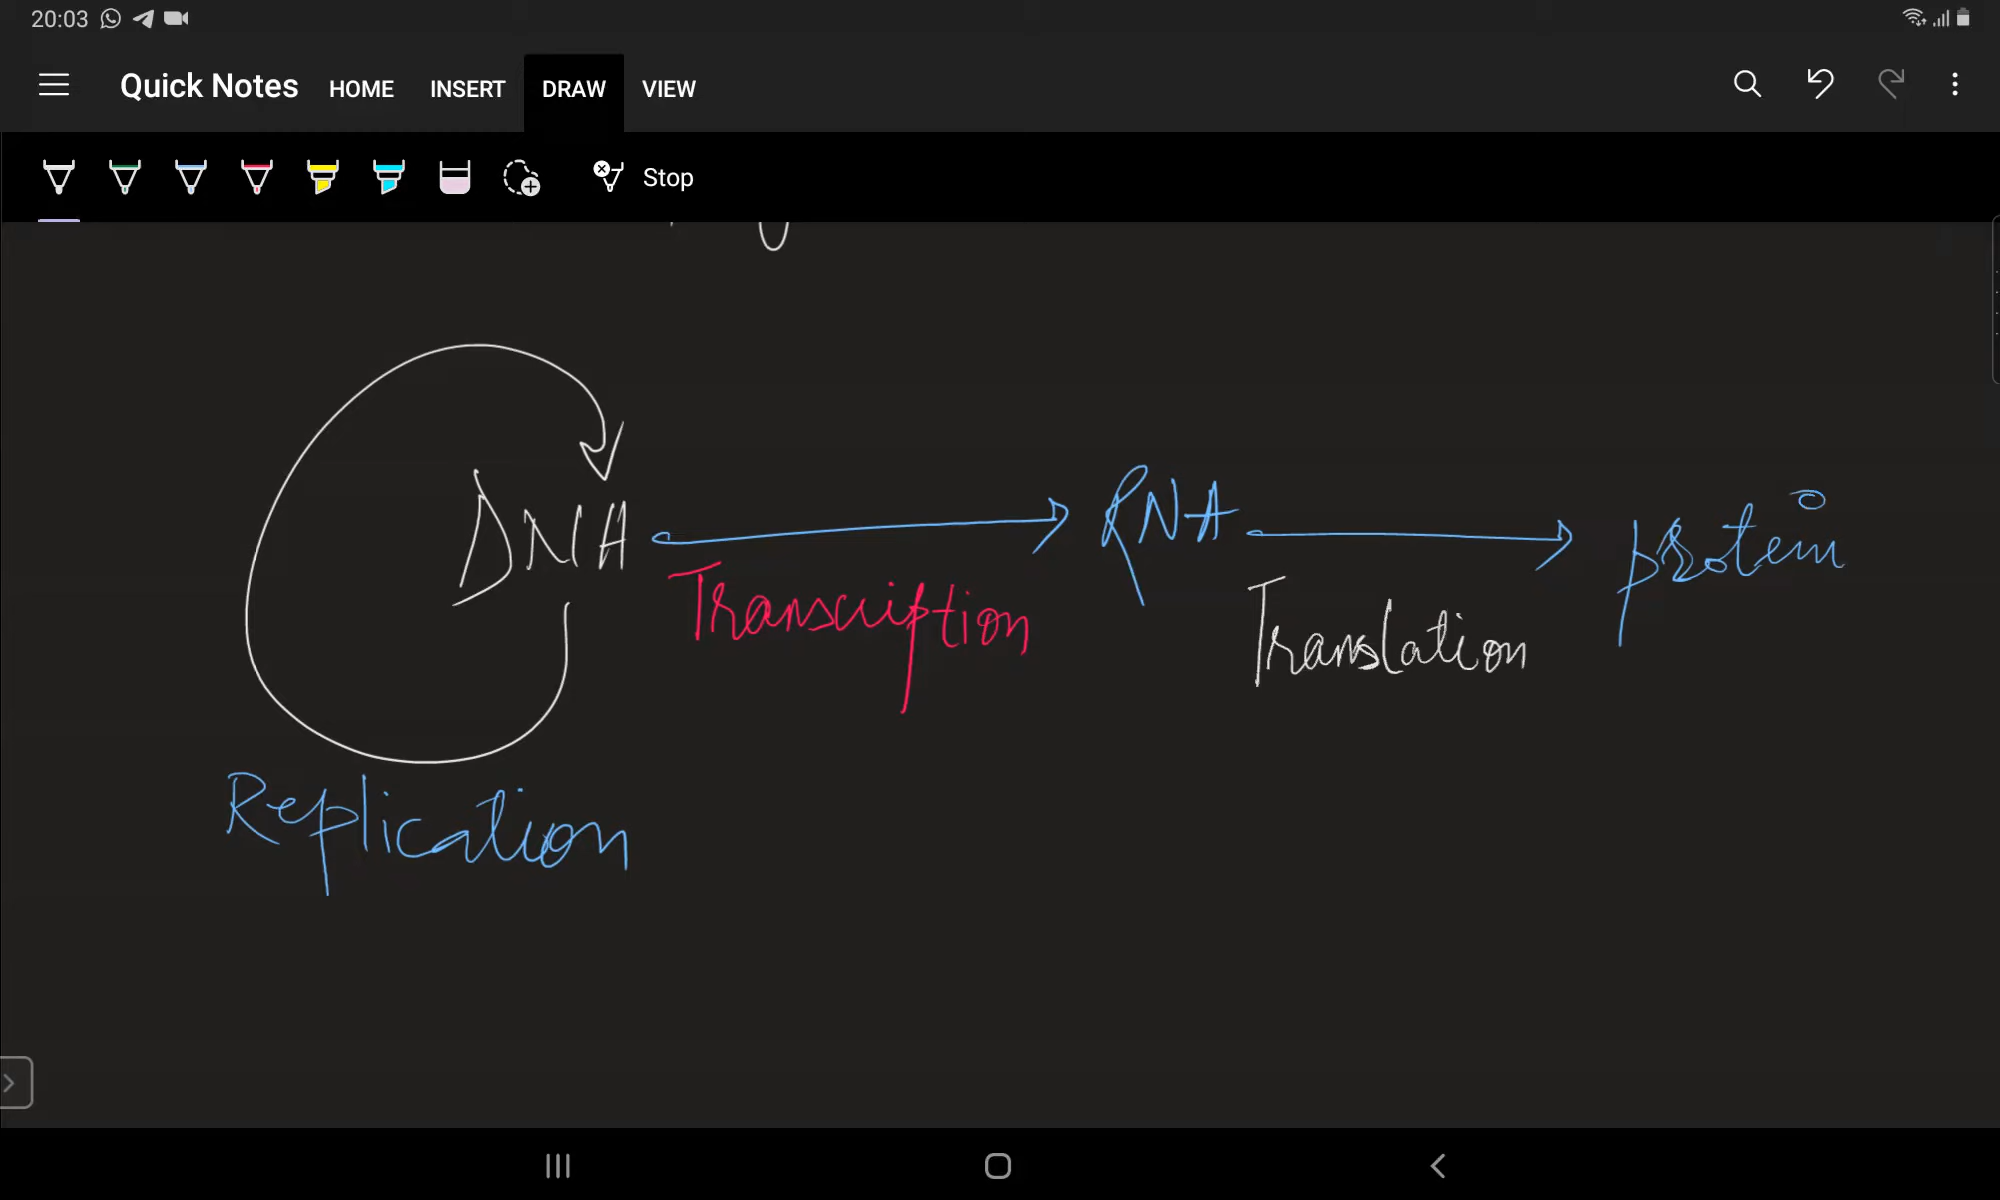 20:03
Quick Notes HOME INSERT DRAW VIEW
Stop
DNA RNA protein
Transcription Translation
Replication